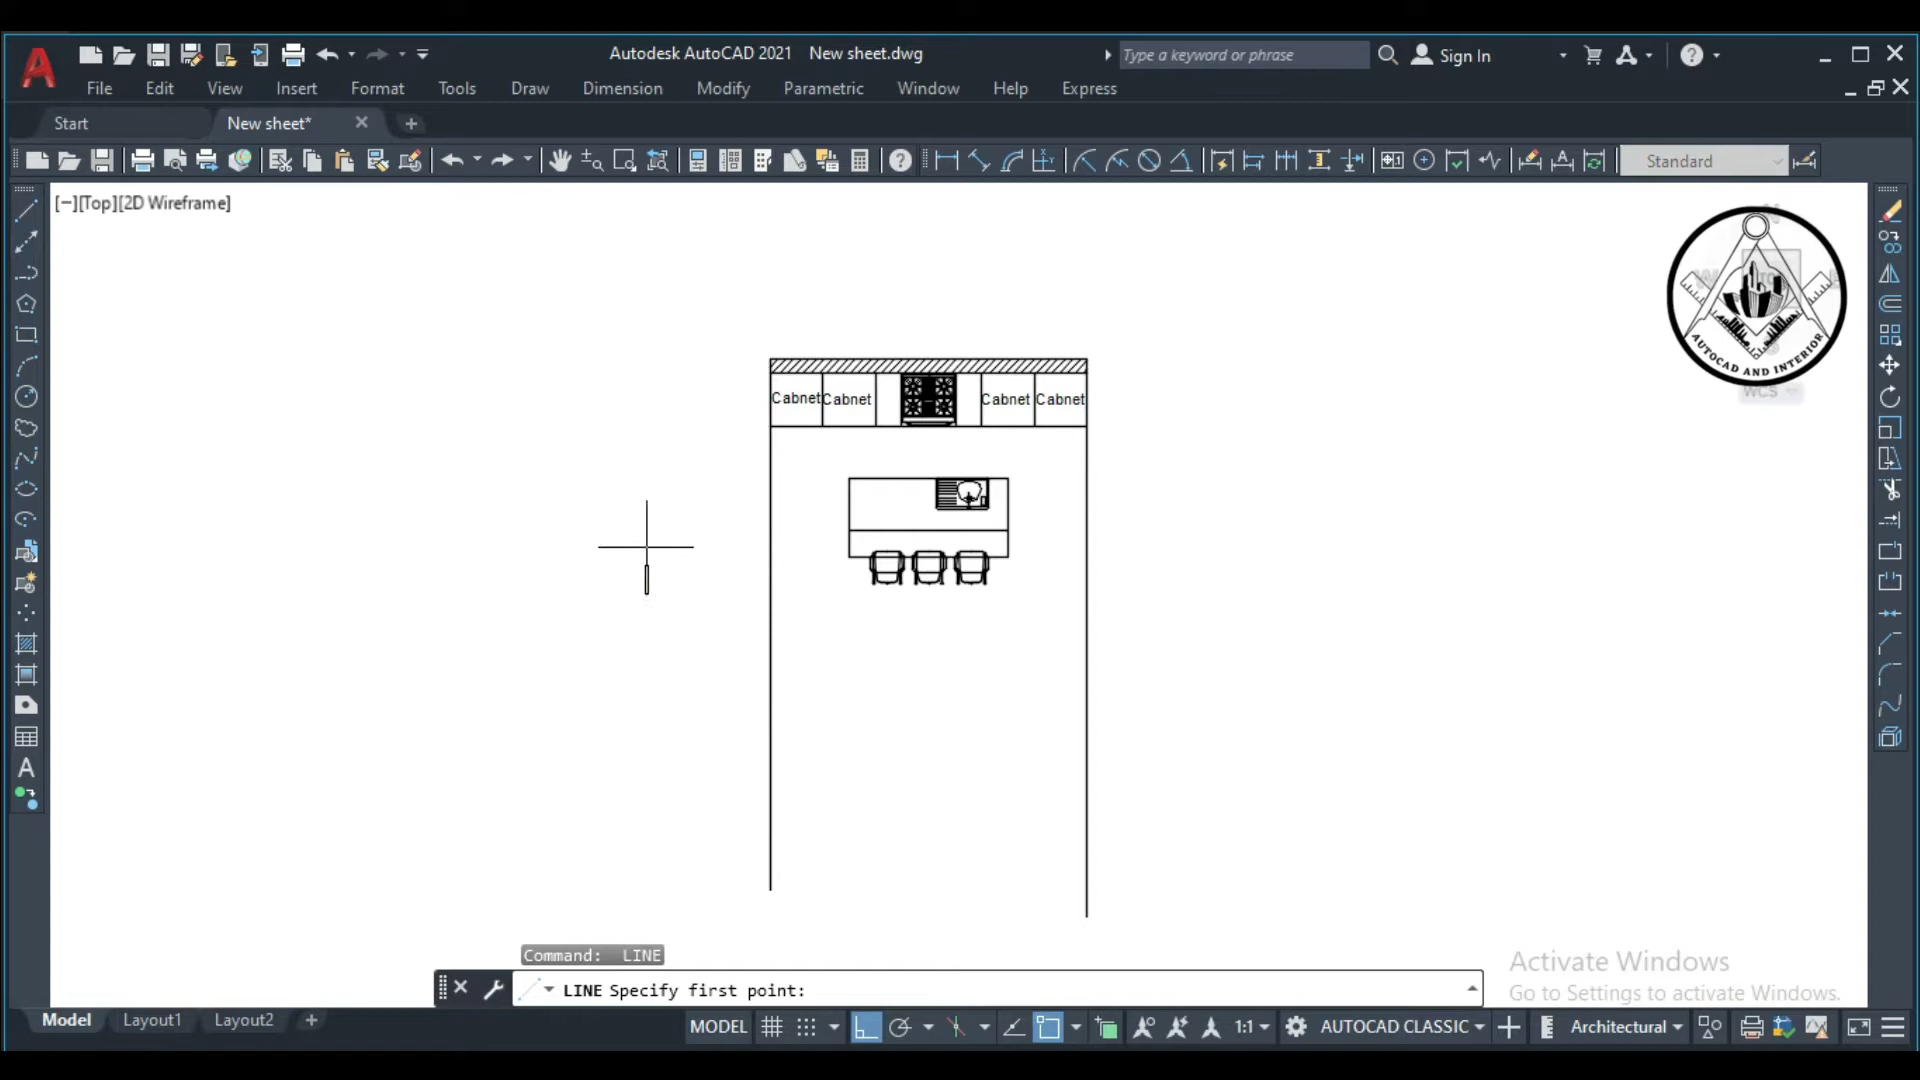 Autodesk AutoCAD 2021 New sheet.dwg
Type a keyword or phrase
Sign In
File Edit View Insert Format Tools Draw Dimension Modify Parametric Window Help Express
Start New sheet*
Standard
[−][Top][2D Wireframe]
AUTOCAD AND INTERIOR
WCS
Cabnet Cabnet Cabnet Cabnet
Command: LINE
LINE Specify first point:
Activate Windows
Go to Settings to activate Windows.
Model Layout1 Layout2
MODEL 1:1 AUTOCAD CLASSIC Architectural